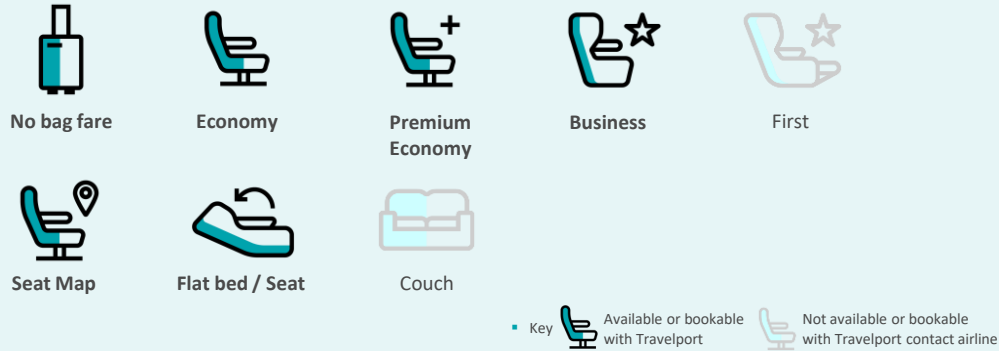 No bag fare
Economy
Premium
Economy
Business
First
Seat Map
Flat bed / Seat
Couch
Key
Available or bookable
with Travelport
Not available or bookable
with Travelport contact airline